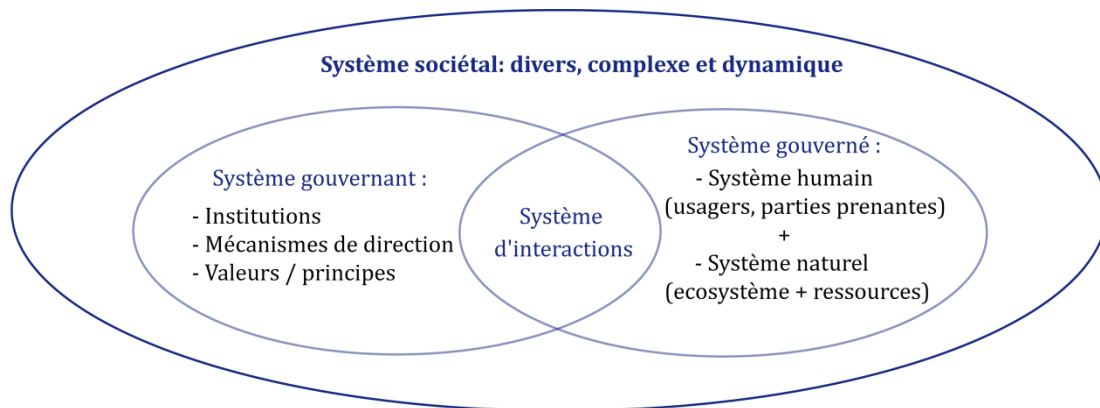 Système sociétal: divers, complexe et dynamique
Système gouvernant :
- Institutions
- Mécanismes de direction
- Valeurs / principes
Système
d'interactions
Système gouverné :
- Système humain
(usagers, parties prenantes)
+
- Système naturel
(ecosystème + ressources)